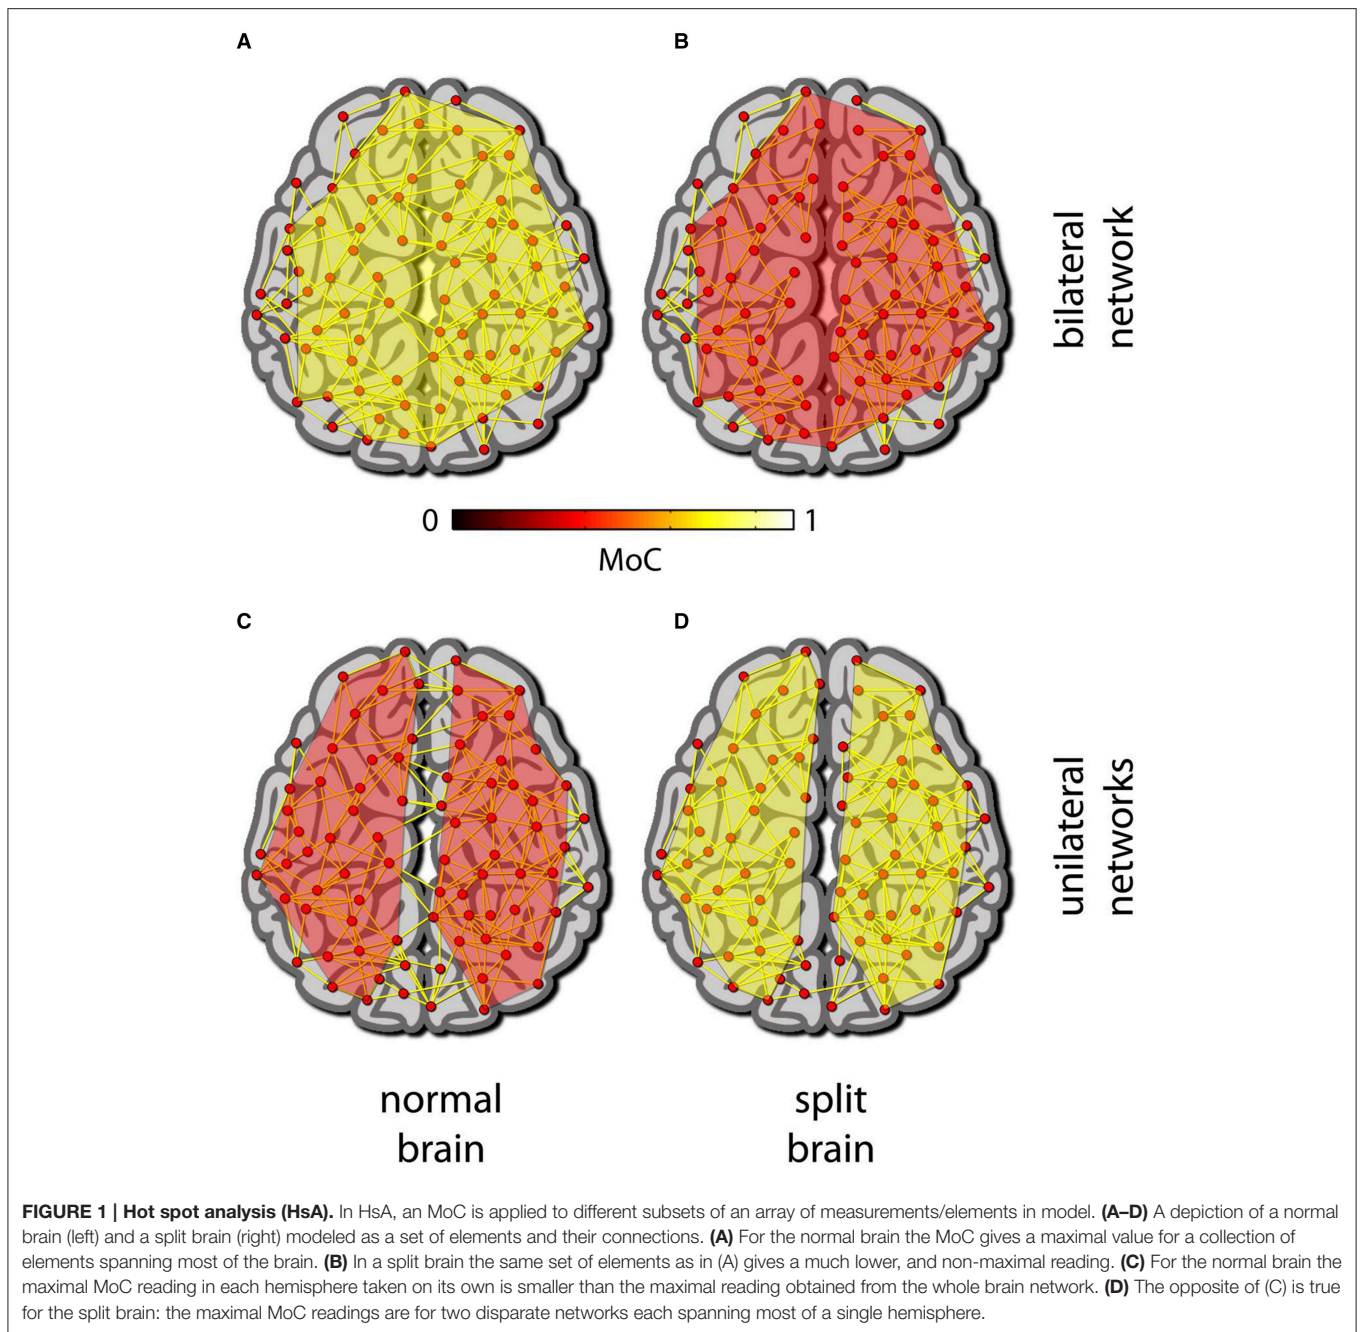 A
B
bilateral
network
0
1
MoC
C
D
unilateral
networks
normal
brain
split
brain
FIGURE 1 | Hot spot analysis (HsA). In HsA, an MoC is applied to different subsets of an array of measurements/elements in model. (A–D) A depiction of a normal
brain (left) and a split brain (right) modeled as a set of elements and their connections. (A) For the normal brain the MoC gives a maximal value for a collection of
elements spanning most of the brain. (B) In a split brain the same set of elements as in (A) gives a much lower, and non-maximal reading. (C) For the normal brain the
maximal MoC reading in each hemisphere taken on its own is smaller than the maximal reading obtained from the whole brain network. (D) The opposite of (C) is true
for the split brain: the maximal MoC readings are for two disparate networks each spanning most of a single hemisphere.